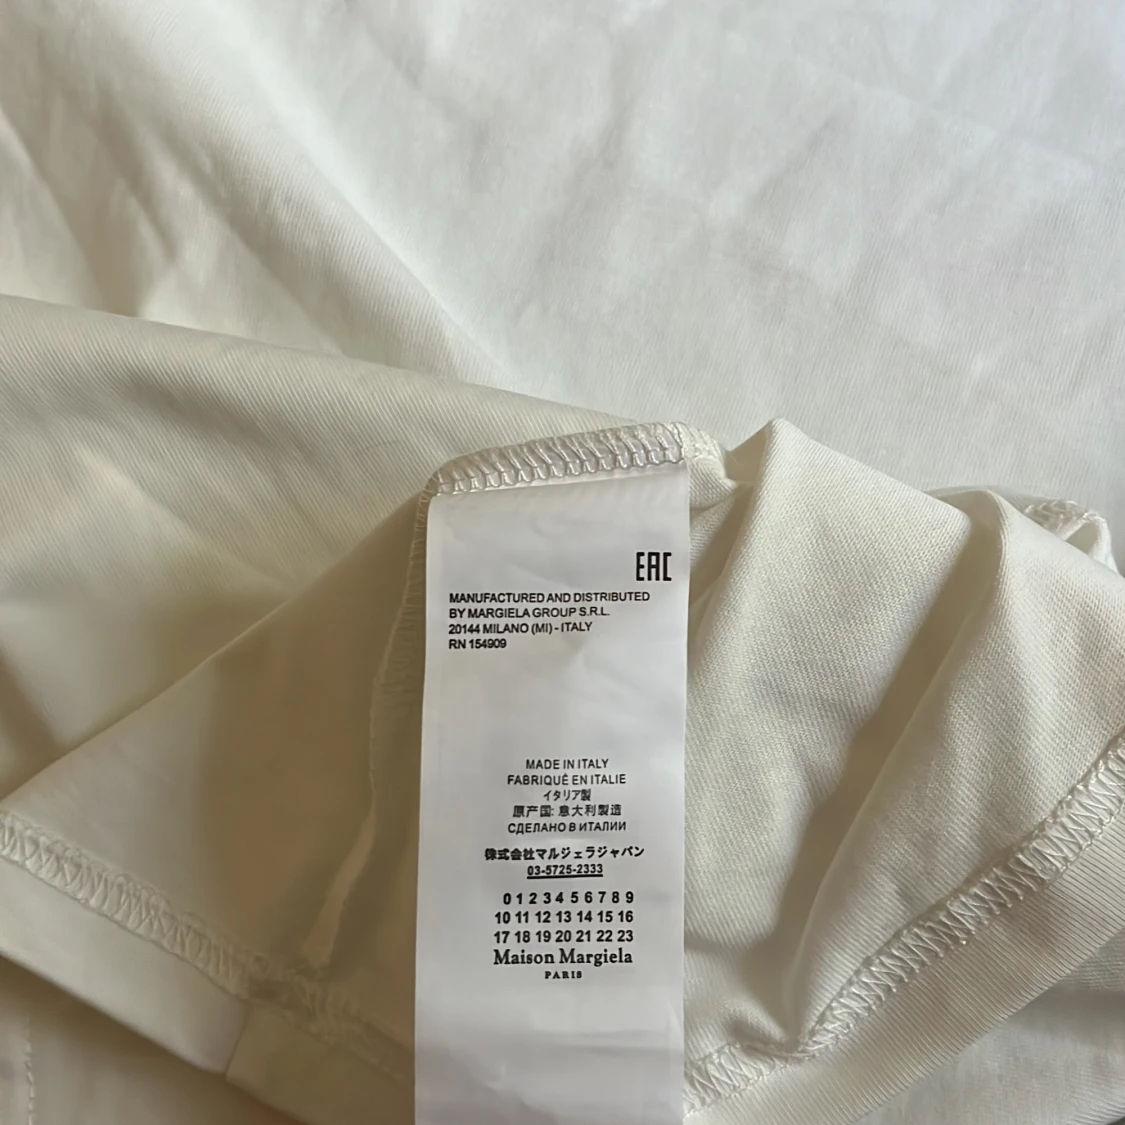 EAC
MANUFACTURED AND DISTRIBUTED
BY MARGIELA GROUP S.R.L.
20144 MILANO (MI) - ITALY
RN 154909
MADE IN ITALY
FABRIQUÉ EN ITALIE
イタリア製
原产国: 意大利製造
СДЕЛАНО В ИТАЛИИ
株式会社マルジェラジャパン
03-5725-2333
0 1 2 3 4 5 6 7 8 9
10 11 12 13 14 15 16
17 18 19 20 21 22 23
Maison Margiela
PARIS